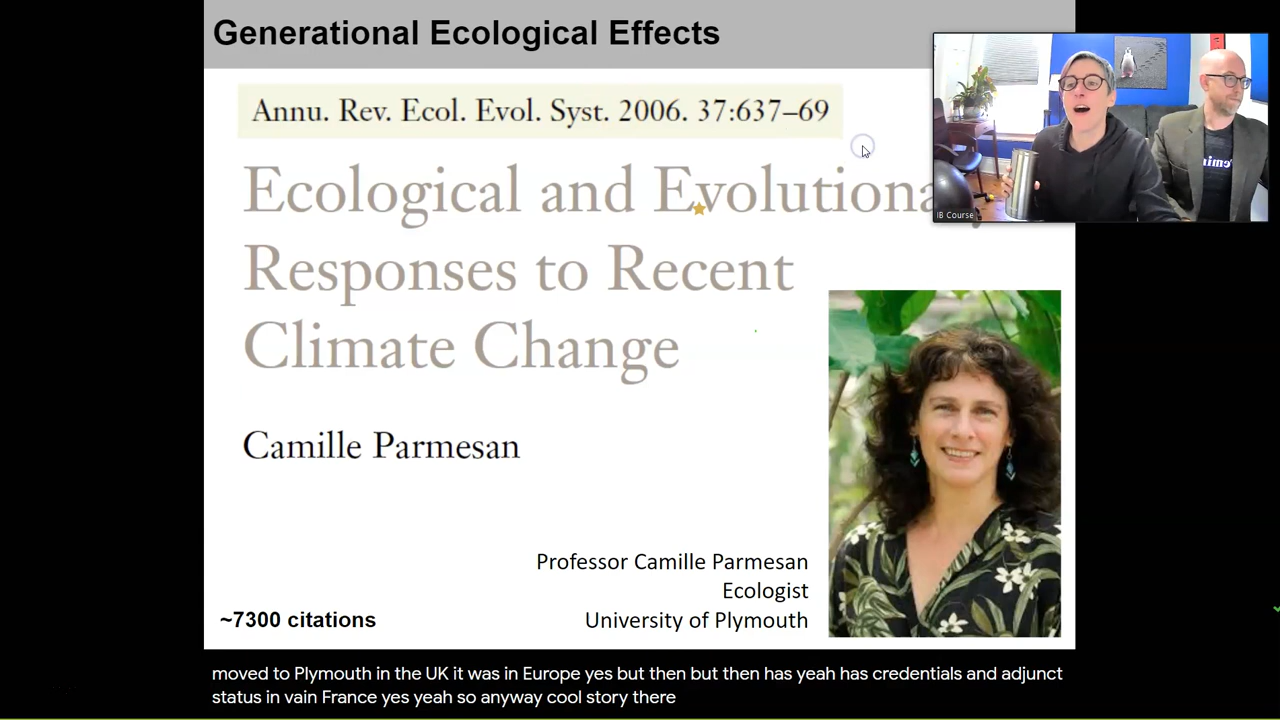 Generational Ecological Effects
Annu. Rev. Ecol. Evol. Syst. 2006. 37:637–69
Ecological and
Responses to Recent
Climate Change
Camille Parmesan
Professor Camille Parmesan
Ecologist
University of Plymouth
~7300 citations
IB Course
moved to Plymouth in the UK it was in Europe yes but then but then has yeah has credentials and adjunct
status in vain France yes yeah so anyway cool story there